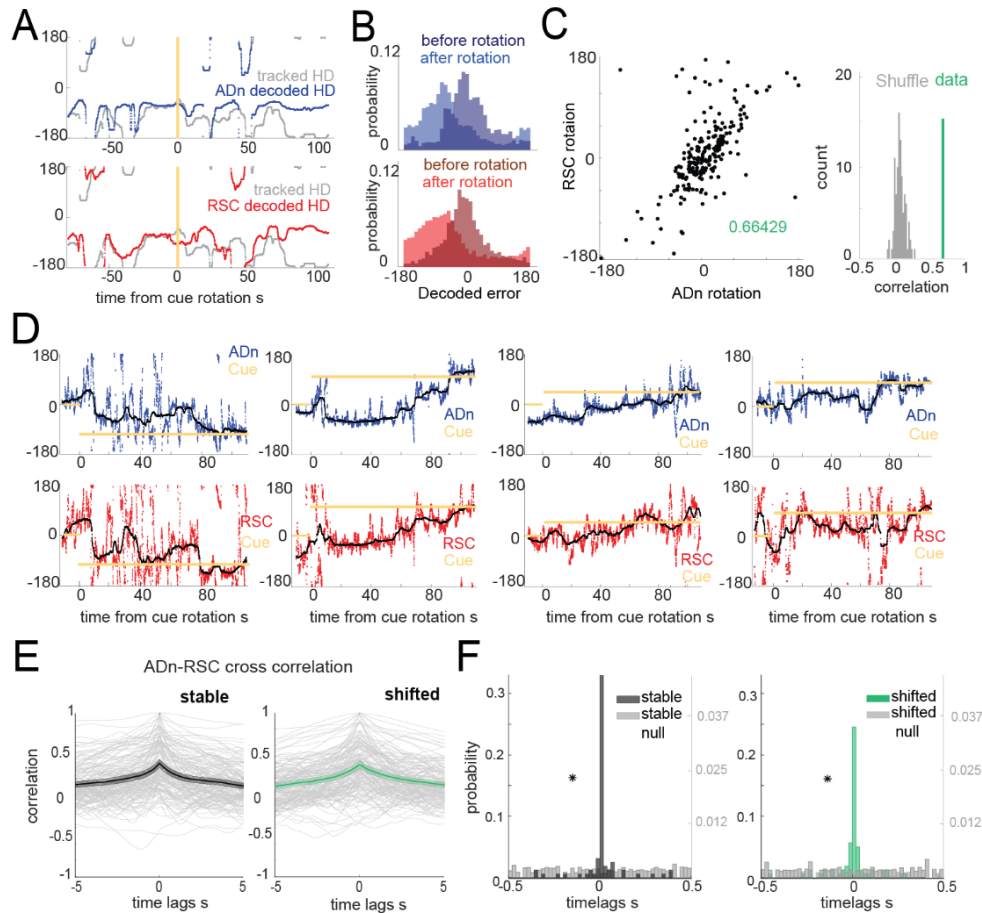 A
180
0
-180
tracked HD
ADn decoded HD
180
0
-180
tracked HD
RSC decoded HD
-50
0
50
100
time from cue rotation s
B
0.12
probability
0
before rotation
after rotation
0.12
probability
0
before rotation
after rotation
-180
0
180
Decoded error
C
180
RSC rotaion
0
-180
0.66429
0
180
ADn rotation
20
10
0
count
Shuffle
data
-0.5
0
0.5
1
correlation
D
180
0
-180
ADn
Cue
0
40
80
180
0
-180
ADn
Cue
0
40
80
180
0
-180
ADn
Cue
0
40
80
180
0
-180
ADn
Cue
0
40
80
180
0
-180
RSC
Cue
0
40
80
time from cue rotation s
180
0
-180
RSC
Cue
0
40
80
time from cue rotation s
180
0
-180
RSC
Cue
0
40
80
time from cue rotation s
180
0
-180
RSC
Cue
0
40
80
time from cue rotation s
E
ADn-RSC cross correlation
stable
shifted
1
0.5
0
-0.5
-1
correlation
-5
0
5
time lags s
-5
0
5
time lags s
F
0.3
0.2
0.1
0
probability
stable
stable
null
0.037
0.025
0.012
*
-0.5
0
0.5
timelags s
0.3
0.2
0.1
0
shifted
shifted
null
0.037
0.025
0.012
*
-0.5
0
0.5
timelags s